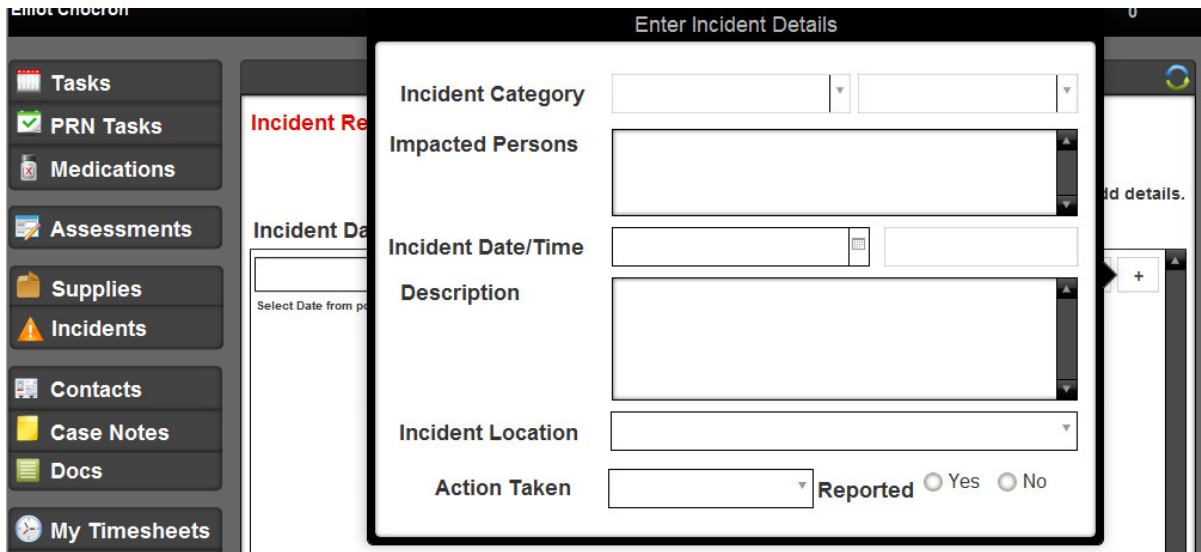 Elliot Chocron
Enter Incident Details
0
Tasks
PRN Tasks
Medications
Assessments
Supplies
Incidents
Contacts
Case Notes
Docs
My Timesheets
Incident Re
dd details.
Incident Da
Select Date from po
+
Incident Category
Impacted Persons
Incident Date/Time
Description
Incident Location
Action Taken
Reported Yes No